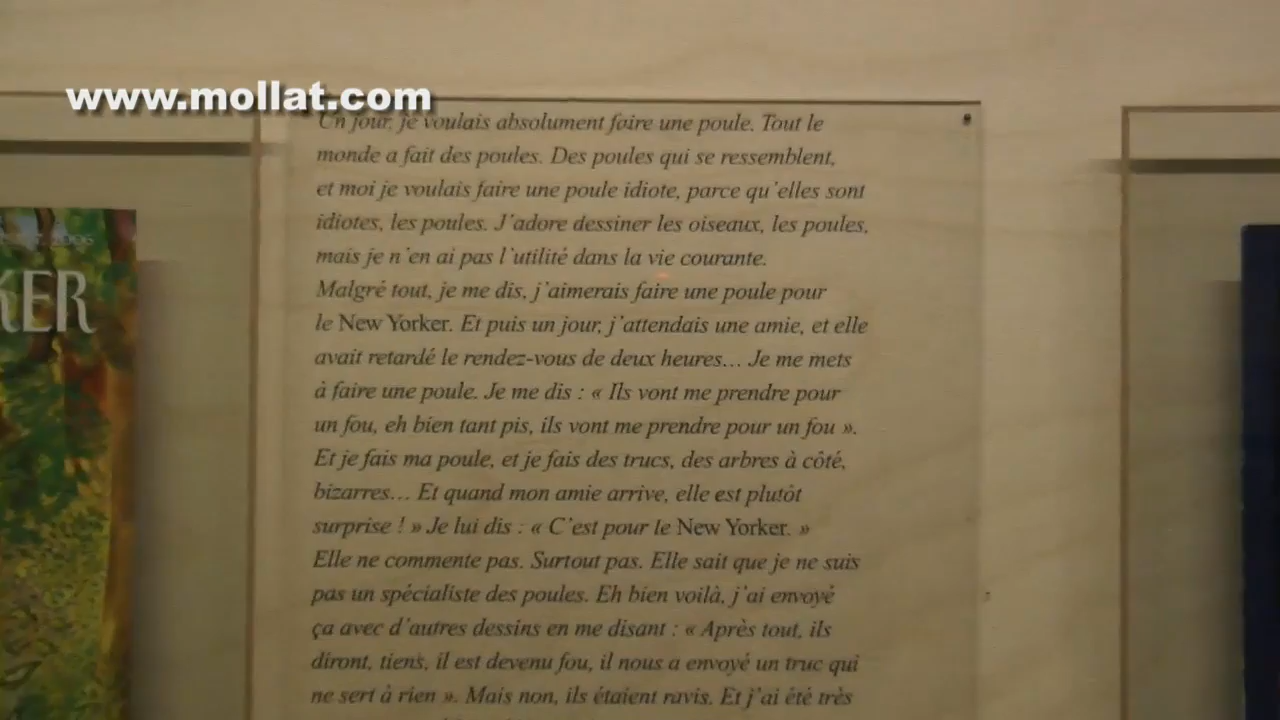 www.mollat.com
Un jour, je voulais absolument faire une poule. Tout le
monde a fait des poules. Des poules qui se ressemblent,
et moi je voulais faire une poule idiote, parce qu'elles sont
idiotes, les poules. J'adore dessiner les oiseaux, les poules,
mais je n'en ai pas l'utilité dans la vie courante.
Malgré tout, je me dis, j'aimerais faire une poule pour
le New Yorker. Et puis un jour, j'attendais une amie, et elle
avait retardé le rendez-vous de deux heures... Je me mets
à faire une poule. Je me dis : « Ils vont me prendre pour
un fou, eh bien tant pis, ils vont me prendre pour un fou ».
Et je fais ma poule, et je fais des trucs, des arbres à côté,
bizarres... Et quand mon amie arrive, elle est plutôt
surprise ! » Je lui dis : « C'est pour le New Yorker. »
Elle ne commente pas. Surtout pas. Elle sait que je ne suis
pas un spécialiste des poules. Eh bien voilà, j'ai envoyé
ça avec d'autres dessins en me disant : « Après tout, ils
diront, tiens, il est devenu fou, il nous a envoyé un truc qui
ne sert à rien ». Mais non, ils étaient ravis. Et j'ai été très
2006
KER